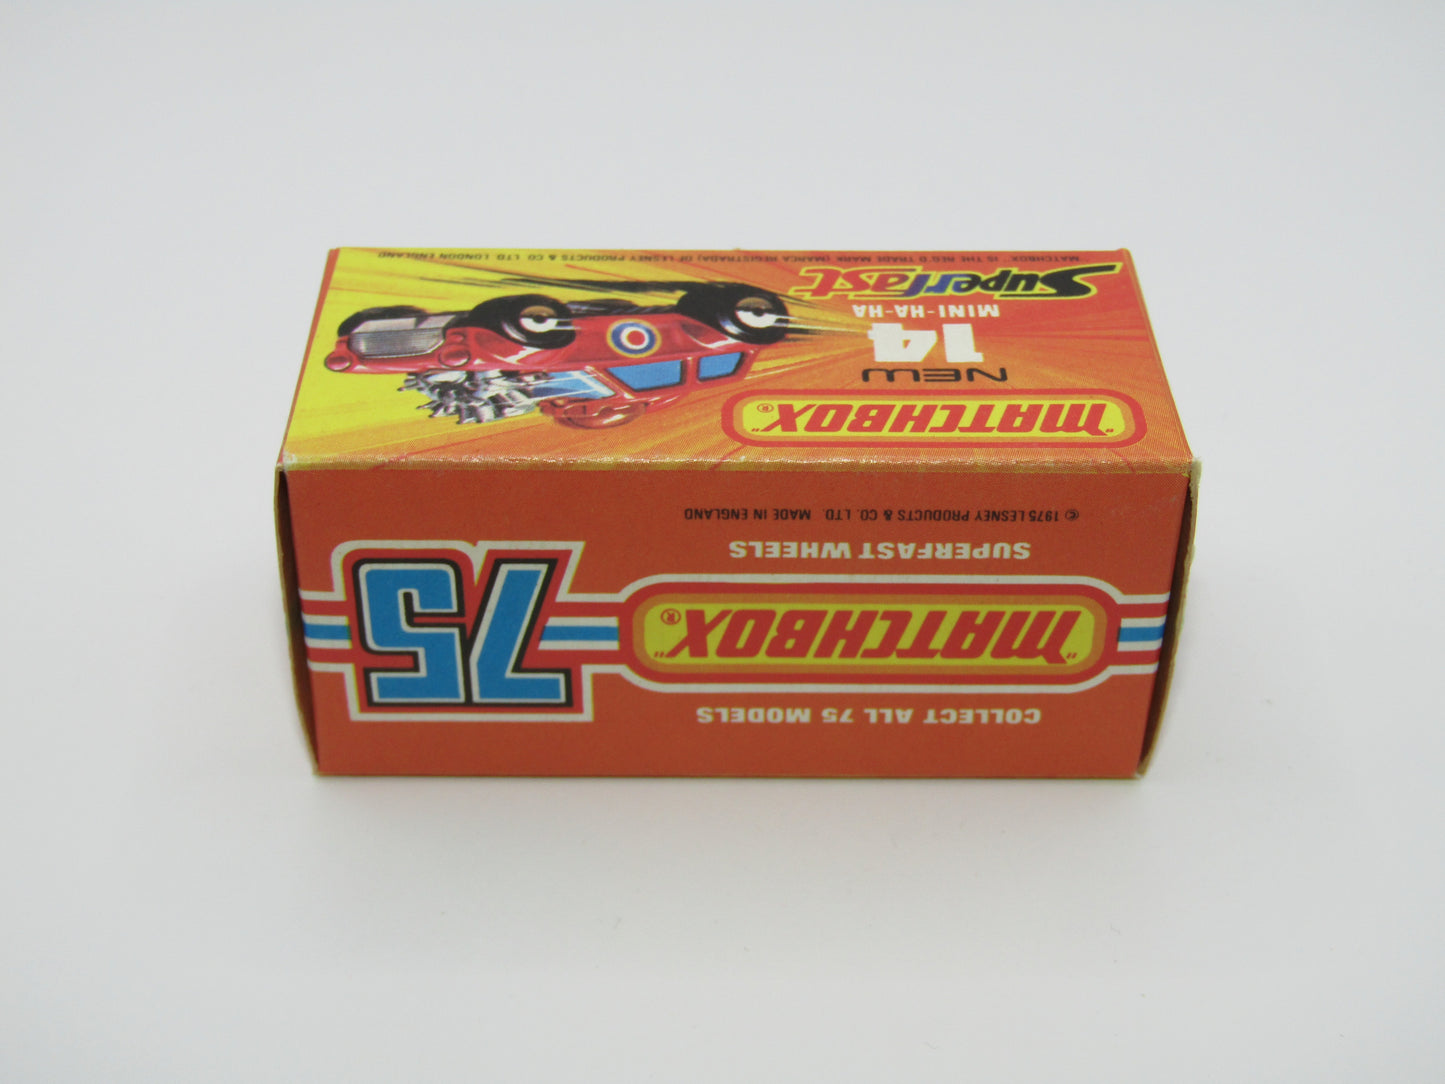 "MATCHBOX"®
NEW
14
MINI-HA-HA
Superfast
"MATCHBOX" IS THE REG'D TRADE MARK (MARCA REGISTRADA) OF LESNEY PRODUCTS & CO. LTD. LONDON ENGLAND
COLLECT ALL 75 MODELS
"MATCHBOX"®
75
SUPERFAST WHEELS
© 1975 LESNEY PRODUCTS & CO. LTD. MADE IN ENGLAND